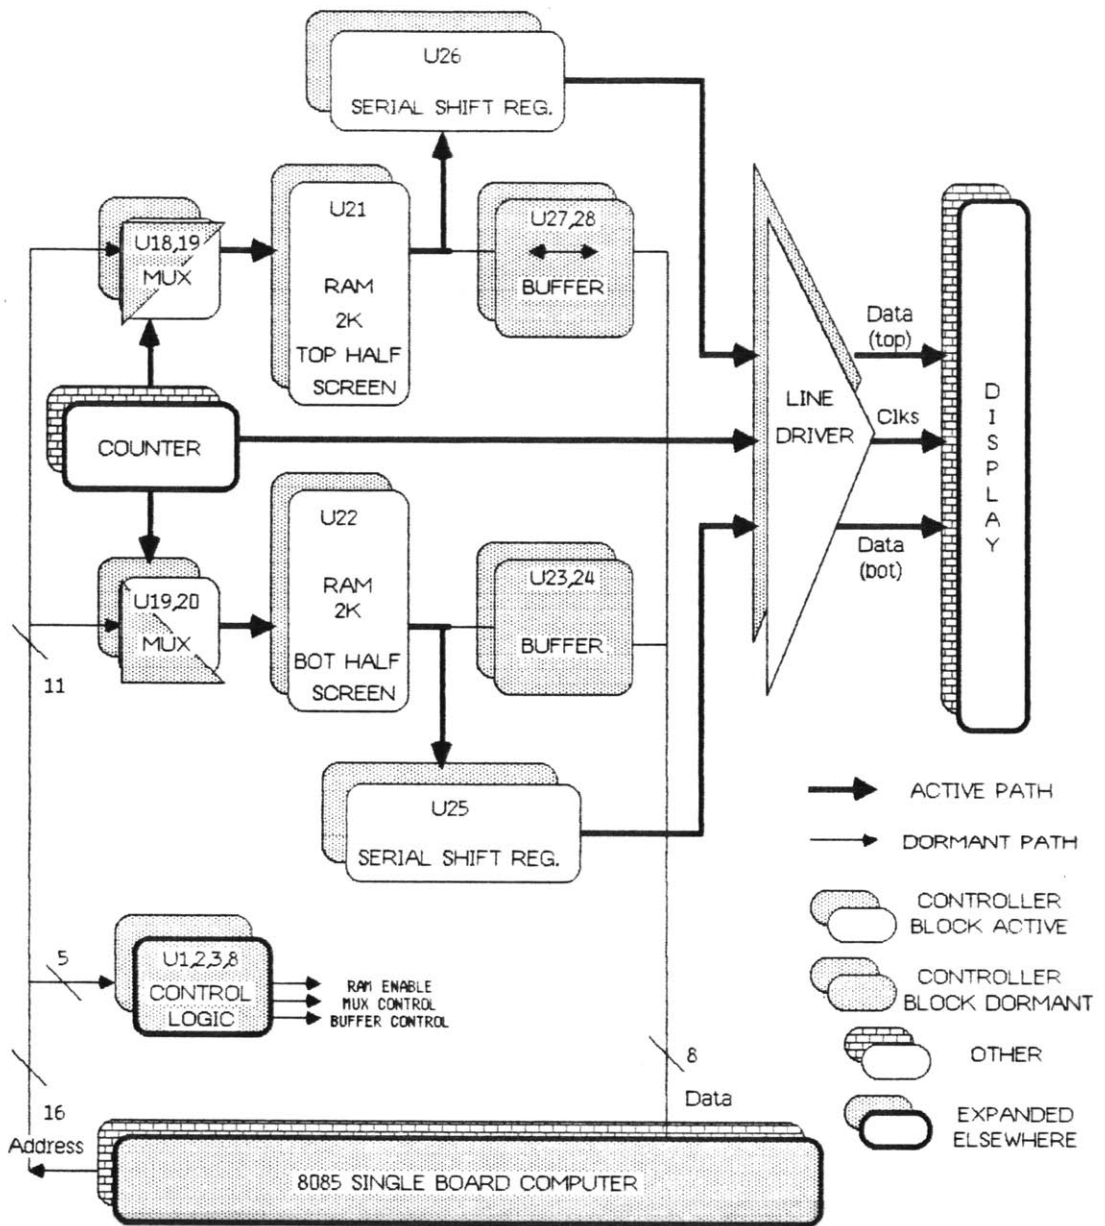 U26
SERIAL SHIFT REG.
U21
RAM
2K
TOP HALF
SCREEN
U27,28
BUFFER
U18,19
MUX
COUNTER
LINE
DRIVER
Data
(top)
Clks
Data
(bot)
DISPLAY
U22
RAM
2K
BOT HALF
SCREEN
U23,24
BUFFER
U19,20
MUX
11
U25
SERIAL SHIFT REG.
ACTIVE PATH
DORMANT PATH
CONTROLLER
BLOCK ACTIVE
CONTROLLER
BLOCK DORMANT
OTHER
EXPANDED
ELSEWHERE
5
U1,2,3,8
CONTROL
LOGIC
RAM ENABLE
MUX CONTROL
BUFFER CONTROL
8
Data
16
Address
8085 SINGLE BOARD COMPUTER